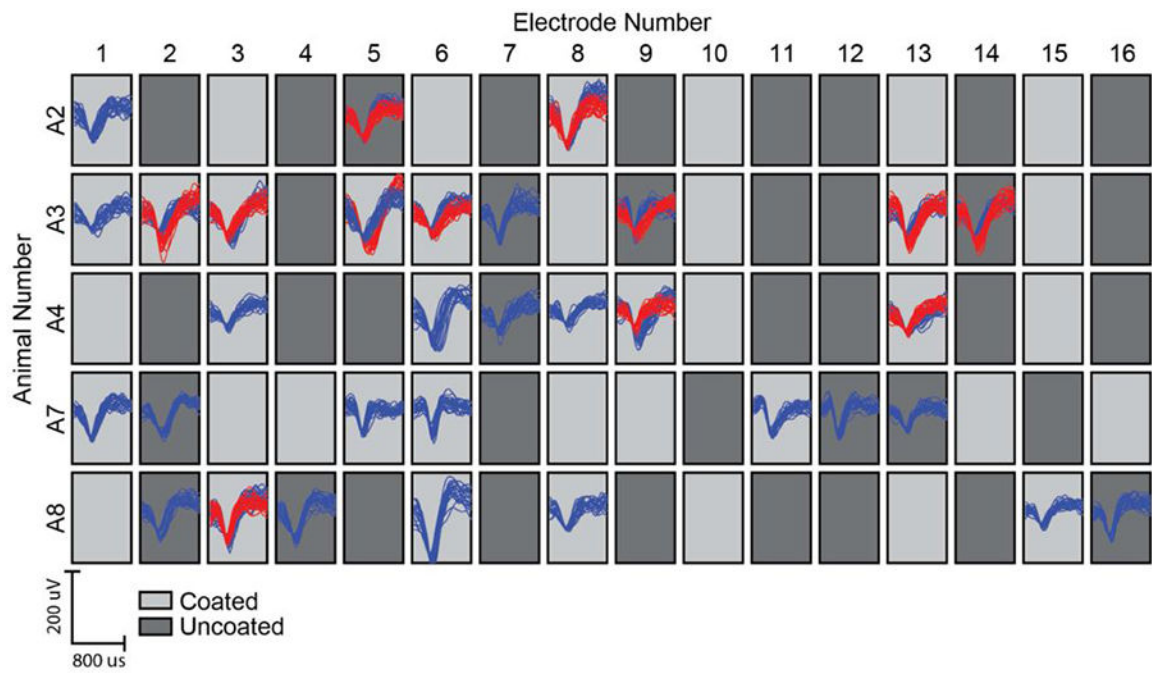 Electrode Number
1 2 3 4 5 6 7 8 9 10 11 12 13 14 15 16
Animal Number
A2
A3
A4
A7
A8
200 uV
800 us
Coated
Uncoated